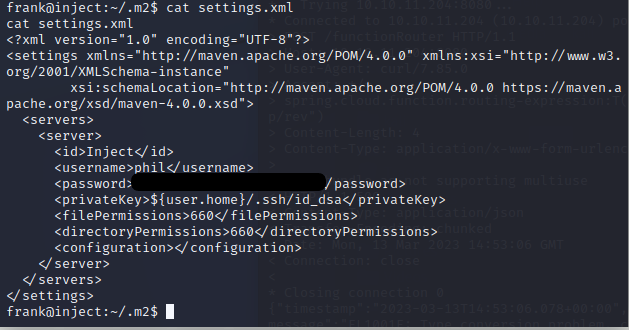 frank@inject:~/.m2$ cat settings.xml
cat settings.xml
<?xml version="1.0" encoding="UTF-8"?>
<settings xmlns="http://maven.apache.org/POM/4.0.0" xmlns:xsi="http://www.w3.
org/2001/XMLSchema-instance"
        xsi:schemaLocation="http://maven.apache.org/POM/4.0.0 https://maven.a
pache.org/xsd/maven-4.0.0.xsd">
  <servers>
    <server>
      <id>Inject</id>
      <username>phil</username>
      <password>/password>
      <privateKey>${user.home}/.ssh/id_dsa</privateKey>
      <filePermissions>660</filePermissions>
      <directoryPermissions>660</directoryPermissions>
      <configuration></configuration>
    </server>
  </servers>
</settings>
frank@inject:~/.m2$